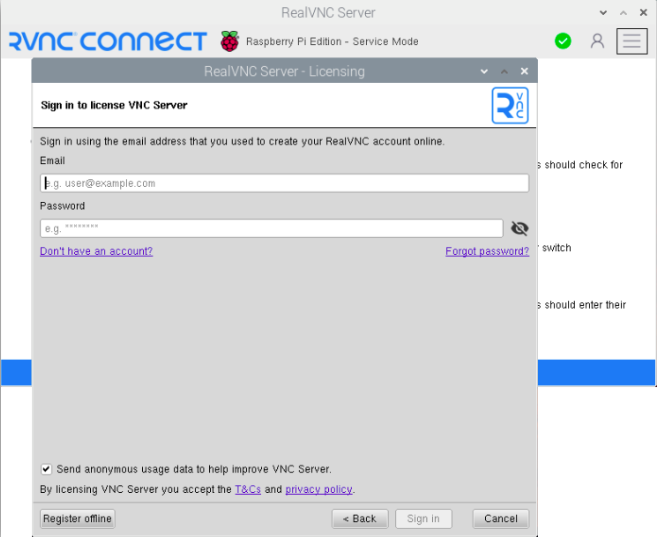 RealVNC Server
RVNC CONNECT Raspberry Pi Edition - Service Mode
RealVNC Server - Licensing
Sign in to license VNC Server
Sign in using the email address that you used to create your RealVNC account online.
Email
should check for
e.g. user@example.com
Password
e.g. ********
switch
Don't have an account? Forgot password?
should enter their
Send anonymous usage data to help improve VNC Server.
By licensing VNC Server you accept the T&Cs and privacy policy.
Register offline < Back Sign in Cancel